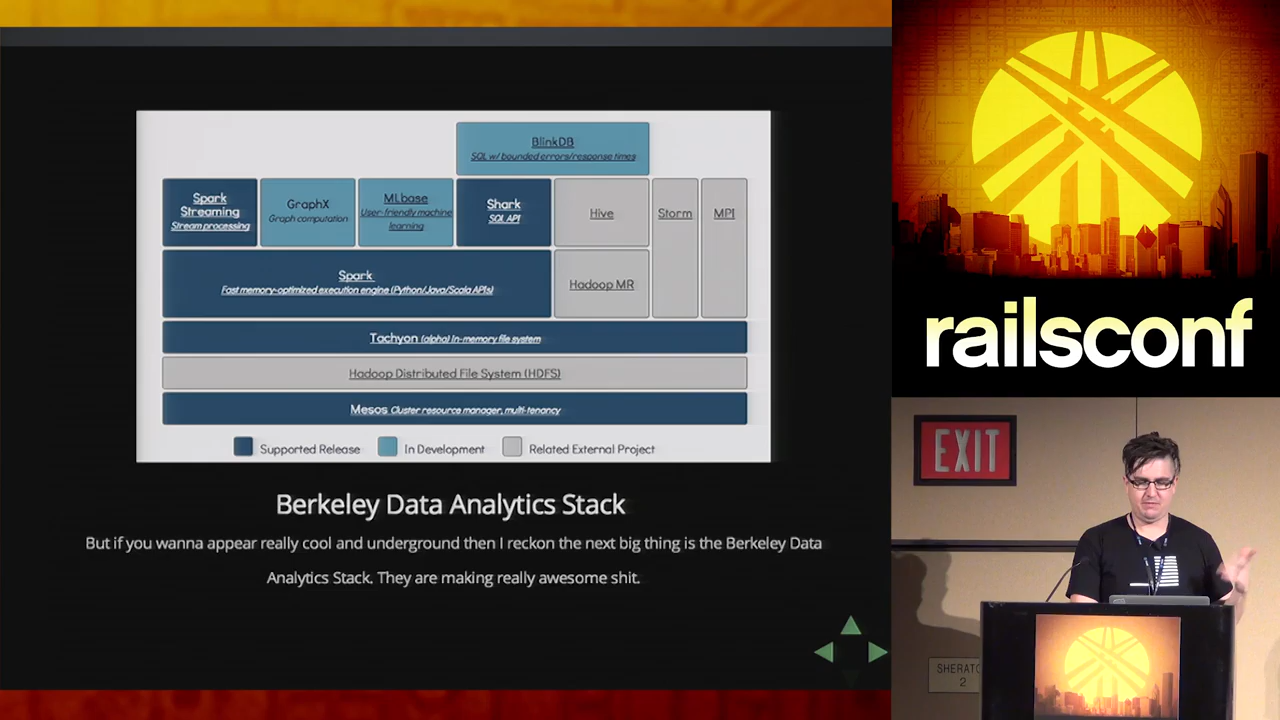 BlinkDB
SQL w/ bounded errors/response times
Spark
Streaming
Stream processing
GraphX
Graph computation
MLbase
User-friendly machine
learning
Shark
SQL API
Hive
Storm
MPI
Spark
Fast memory-optimized execution engine (Python/Java/Scala APIs)
Hadoop MR
Tachyon (alpha) In-memory file system
Hadoop Distributed File System (HDFS)
Mesos Cluster resource manager, multi-tenancy
Supported Release In Development Related External Project
Berkeley Data Analytics Stack
But if you wanna appear really cool and underground then I reckon the next big thing is the Berkeley Data
Analytics Stack. They are making really awesome shit.
railsconf
EXIT
SHERATO
2